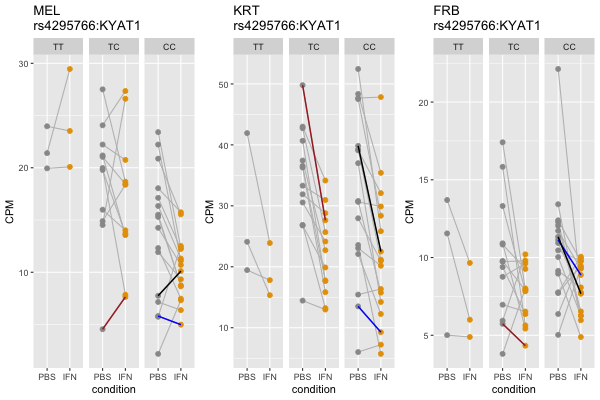 MEL
rs4295766:KYAT1
TT TC CC
30
20
10
CPM
PBS IFN PBS IFN PBS IFN
condition
KRT
rs4295766:KYAT1
TT TC CC
50
40
30
20
10
CPM
PBS IFN PBS IFN PBS IFN
condition
FRB
rs4295766:KYAT1
TT TC CC
20
15
10
5
CPM
PBS IFN PBS IFN PBS IFN
condition